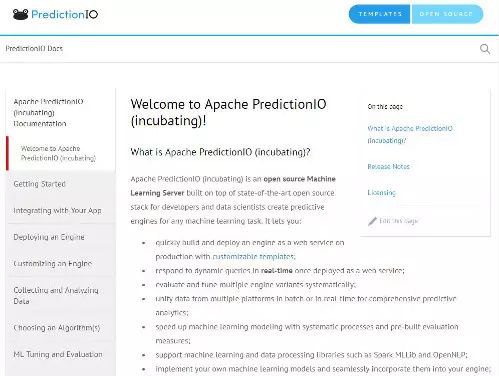 PredictionIO
TEMPLATES
OPEN SOURCE
PredictionIO Docs
Apache PredictionIO
(incubating)
Documentation
Welcome to Apache
PredictionIO (incubating)
Getting Started
Integrating with Your App
Deploying an Engine
Customizing an Engine
Collecting and Analyzing
Data
Choosing an Algorithm(s)
ML Tuning and Evaluation
Welcome to Apache PredictionIO
(incubating)!
What is Apache PredictionIO (incubating)?
Apache PredictionIO (incubating) is an open source Machine
Learning Server built on top of state-of-the-art open source
stack for developers and data scientists create predictive
engines for any machine learning task. It lets you:
• quickly build and deploy an engine as a web service on
production with customizable templates;
• respond to dynamic queries in real-time once deployed as a web service;
• evaluate and tune multiple engine variants systematically;
• unify data from multiple platforms in batch or in real-time for comprehensive predictive
analytics;
• speed up machine learning modeling with systematic processes and pre-built evaluation
measures;
• support machine learning and data processing libraries such as Spark MLLib and OpenNLP;
• implement your own machine learning models and seamlessly incorporate them into your engine;
On this page
What is Apache PredictionIO
(incubating)?
Release Notes
Licensing
Edit this page